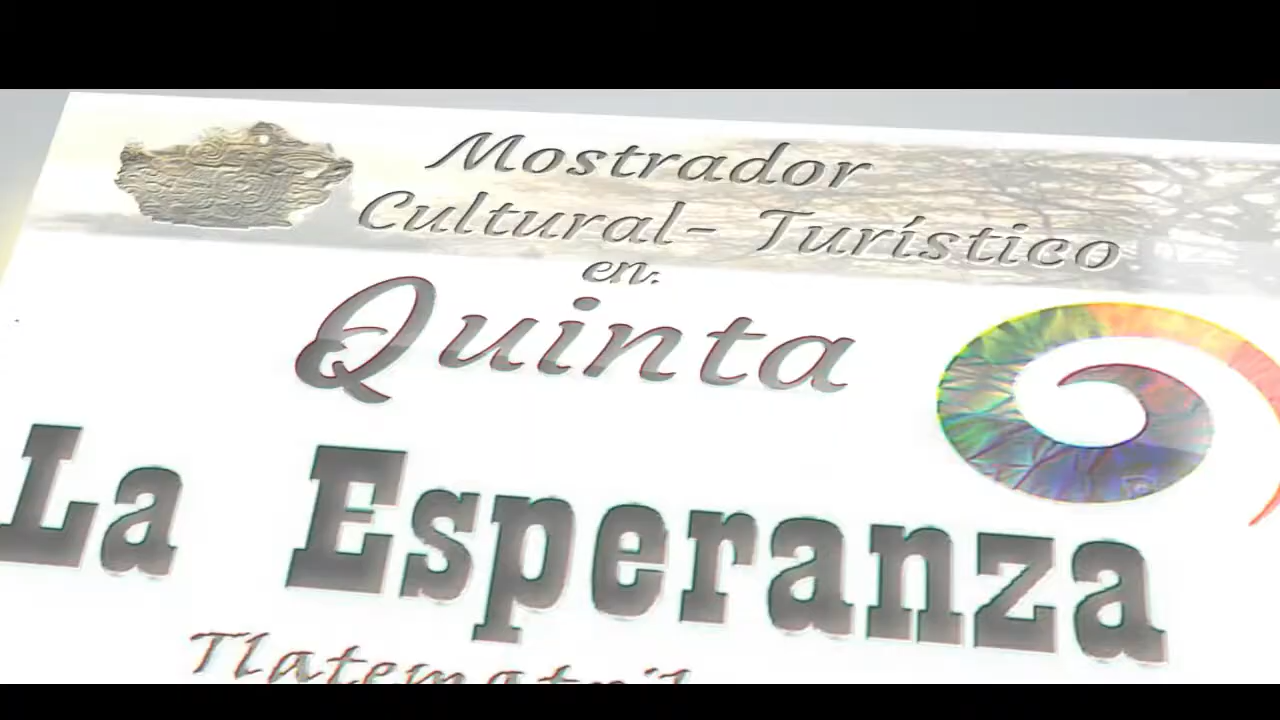 Mostrador
Cultural- Turístico
en:
Quinta
La Esperanza